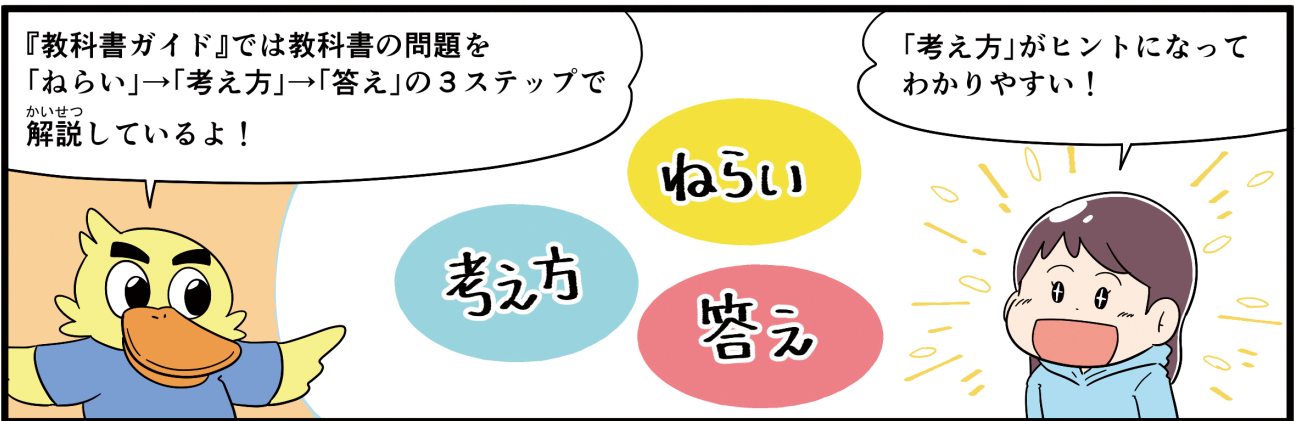 『教科書ガイド』では教科書の問題を
「ねらい」→「考え方」→「答え」の３ステップで
かいせつ
解説しているよ！
ねらい
考え方
答え
「考え方」がヒントになって
わかりやすい！